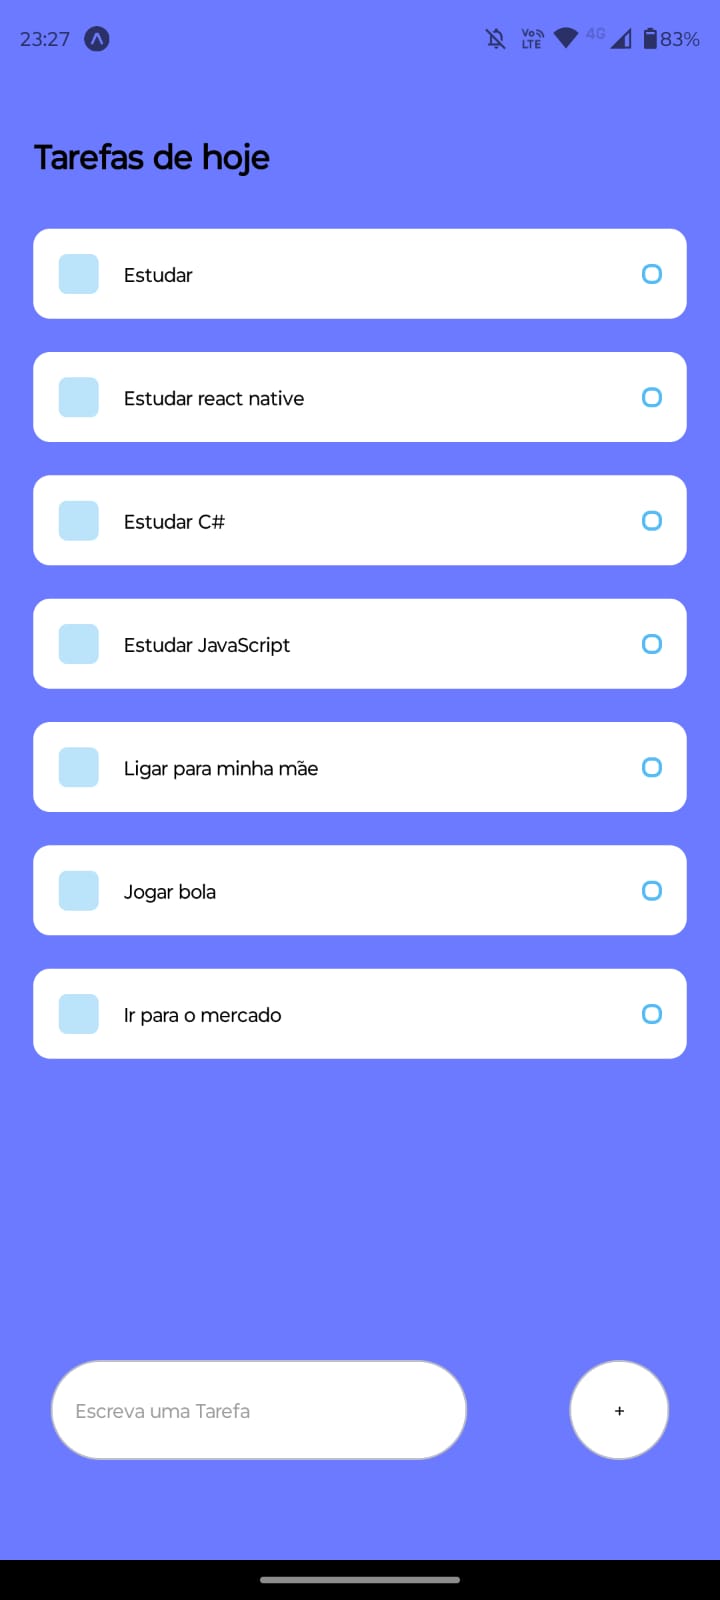 23:27 Vo LTE 4G 83%
Tarefas de hoje
Estudar
Estudar react native
Estudar C#
Estudar JavaScript
Ligar para minha mãe
Jogar bola
Ir para o mercado
Escreva uma Tarefa +